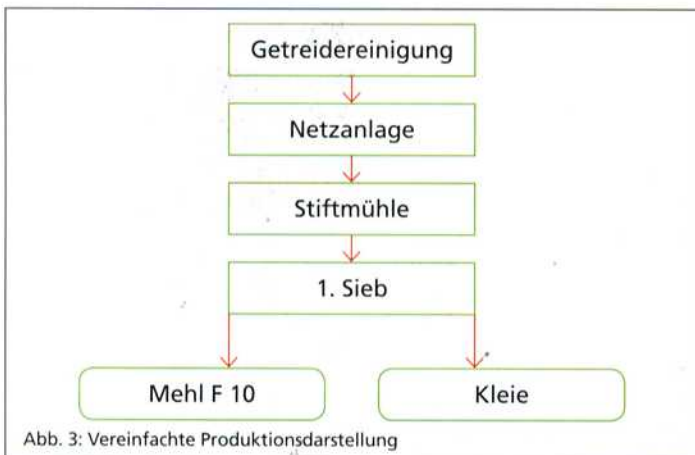 Getreidereinigung
Netzanlage
Stiftmühle
1. Sieb
Mehl F 10
Kleie
Abb. 3: Vereinfachte Produktionsdarstellung